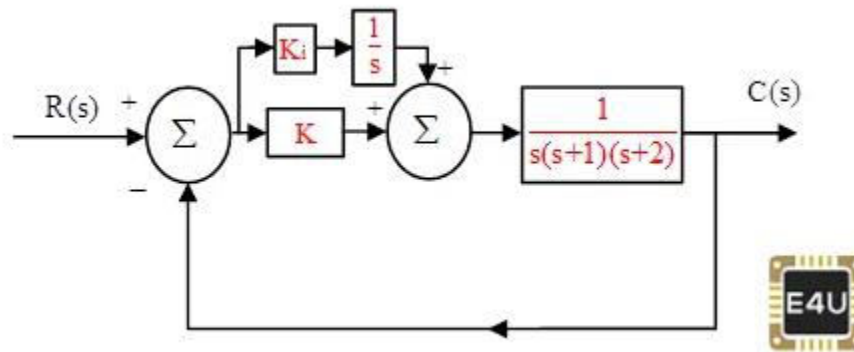 R(s)
+
−
Σ
Ki
1
s
K
+
+
Σ
1
s(s+1)(s+2)
C(s)
E4U